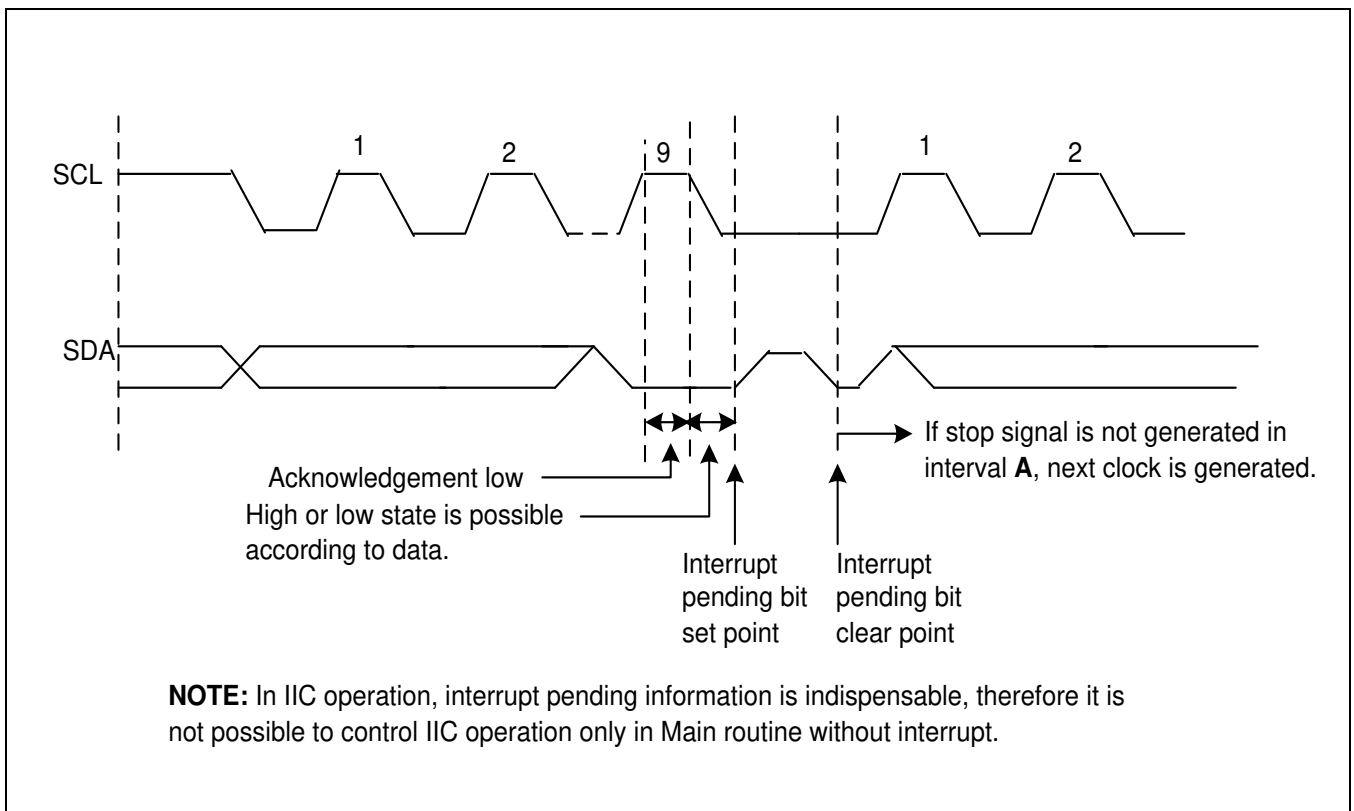 1
2
9
1
2
SCL
SDA
If stop signal is not generated in
interval A, next clock is generated.
Acknowledgement low
High or low state is possible
according to data.
Interrupt
pending bit
set point
Interrupt
pending bit
clear point
NOTE: In IIC operation, interrupt pending information is indispensable, therefore it is
not possible to control IIC operation only in Main routine without interrupt.